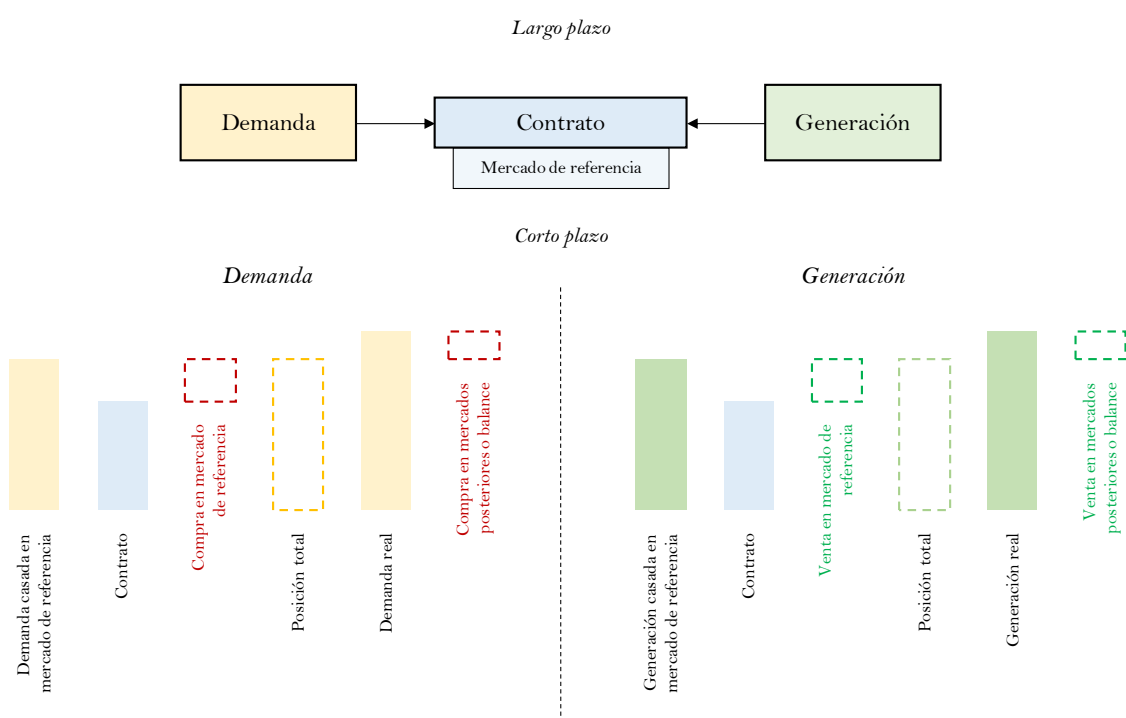 Largo plazo
Demanda
Contrato
Generación
Mercado de referencia
Corto plazo
Demanda
Generación
Demanda casada en
mercado de referencia
Contrato
Compra en mercado
de referencia
Posición total
Demanda real
Compra en mercados
posteriores o balance
Generación casada en
mercado de referencia
Contrato
Venta en mercado de
referencia
Posición total
Generación real
Venta en mercados
posteriores o balance